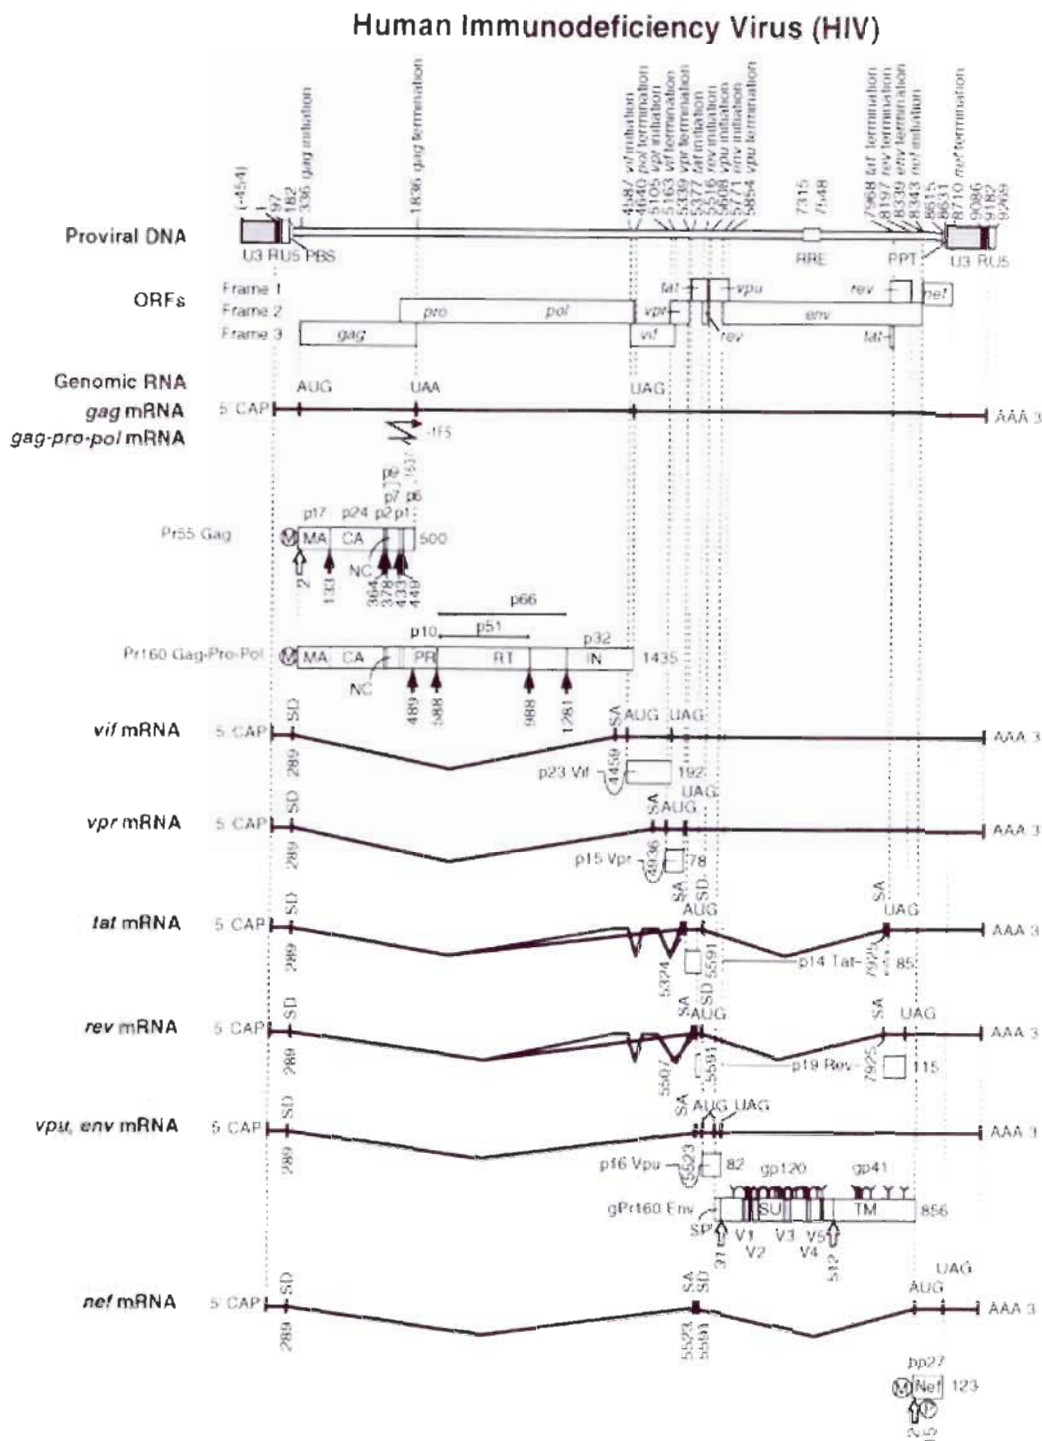 Human Immunodeficiency Virus (HIV)
(-454)
1
97
182
336 gag initiation
1836 gag termination
4587 vif initiation
4640 pol termination
5105 vpr initiation
5163 vif termination
5339 vpr termination
5377 tat initiation
5516 rev initiation
5608 vpu initiation
5771 env initiation
5854 vpu termination
7315
7548
7968 tat termination
8197 rev termination
8339 env termination
8343 nef initiation
8615
8631
8710 nef termination
9086
9182
9269
Proviral DNA
U3 RU5 PBS
RRE
PPT
U3 RU5
ORFs
Frame 1
tat
vpu
rev
nef
Frame 2
pro
pol
vpr
env
Frame 3
gag
vif
rev
tat
Genomic RNA
AUG
UAA
UAG
gag mRNA
5' CAP
AAA 3
gag-pro-pol mRNA
-1FS
1637
p9
p7
p6
p17
p24
p2
p1
Pr55 Gag
M
MA
CA
500
NC
2
133
364
378
433
449
p66
p51
p10
p32
Pr160 Gag-Pro-Pol
M
MA
CA
PR
RT
IN
1435
NC
489
588
988
1281
SD
SA
AUG
UAG
vif mRNA
5' CAP
AAA 3
289
4459
p23 Vif
192
SD
SA
AUG
UAG
vpr mRNA
5' CAP
AAA 3
289
4936
p15 Vpr
78
SD
SA
SD
AUG
SA
UAG
tat mRNA
5' CAP
AAA 3
289
5324
5591
p14 Tat
7925
85
SD
SA
SD
AUG
SA
UAG
rev mRNA
5' CAP
AAA 3
289
5507
5591
p19 Rev
7925
115
SD
SA
AUG
UAG
vpu, env mRNA
5' CAP
AAA 3
289
5523
p16 Vpu
82
gp120
gp41
gPr160 Env
SU
TM
856
SP
31
V1
V2
V3
V4
V5
512
SD
SA
SD
AUG
UAG
nef mRNA
5' CAP
AAA 3
289
5523
5591
pp27
M
Nef
123
2
P
15